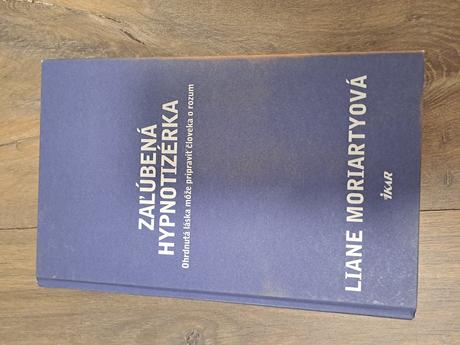 ZAĽÚBENÁ
HYPNOTIZÉRKA
Ohrdnutá láska môže pripraviť človeka o rozum
LIANE MORIARTYOVÁ
IKAR